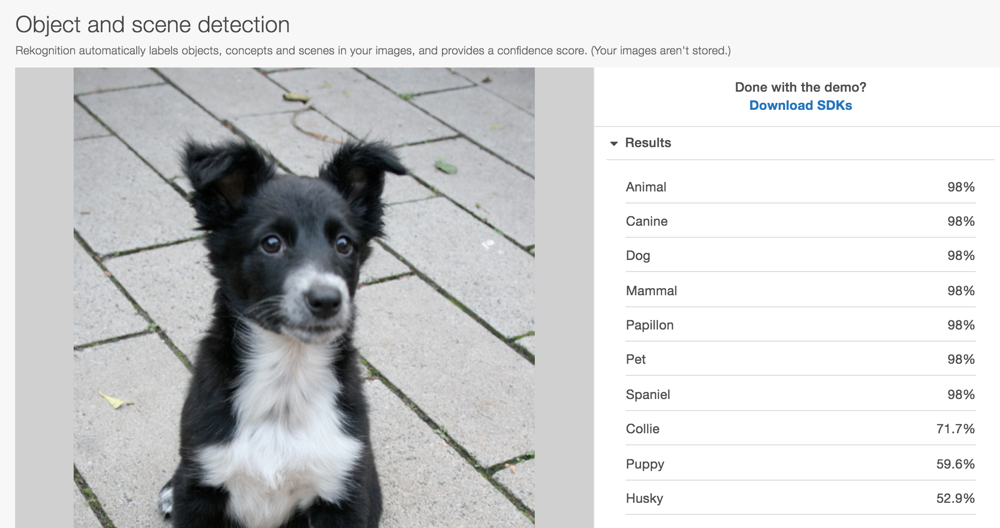 Object and scene detection
Rekognition automatically labels objects, concepts and scenes in your images, and provides a confidence score. (Your images aren't stored.)
Done with the demo?
Download SDKs
Results
Animal 98%
Canine 98%
Dog 98%
Mammal 98%
Papillon 98%
Pet 98%
Spaniel 98%
Collie 71.7%
Puppy 59.6%
Husky 52.9%